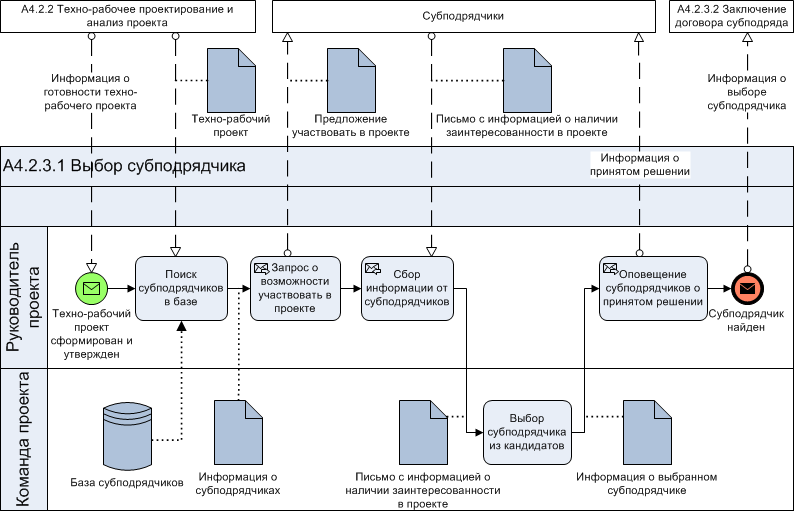 А4.2.2 Техно-рабочее проектирование и
анализ проекта
Субподрядчики
А4.2.3.2 Заключение
договора субподряда
Информация о
готовности техно-
рабочего проекта
Техно-рабочий
проект
Предложение
участвовать в проекте
Письмо с информацией о наличии
заинтересованности в проекте
Информация о
выборе
субподрядчика
Информация о
принятом решении
А4.2.3.1 Выбор субподрядчика
Руководитель
проекта
Техно-рабочий
проект
сформирован и
утвержден
Поиск
субподрядчиков
в базе
Запрос о
возможности
участвовать в
проекте
Сбор
информации от
субподрядчиков
Оповещение
субподрядчиков о
принятом решении
Субподрядчик
найден
Команда проекта
База субподрядчиков
Информация о
субподрядчиках
Письмо с информацией о
наличии заинтересованности
в проекте
Выбор
субподрядчика
из кандидатов
Информация о выбранном
субподрядчике